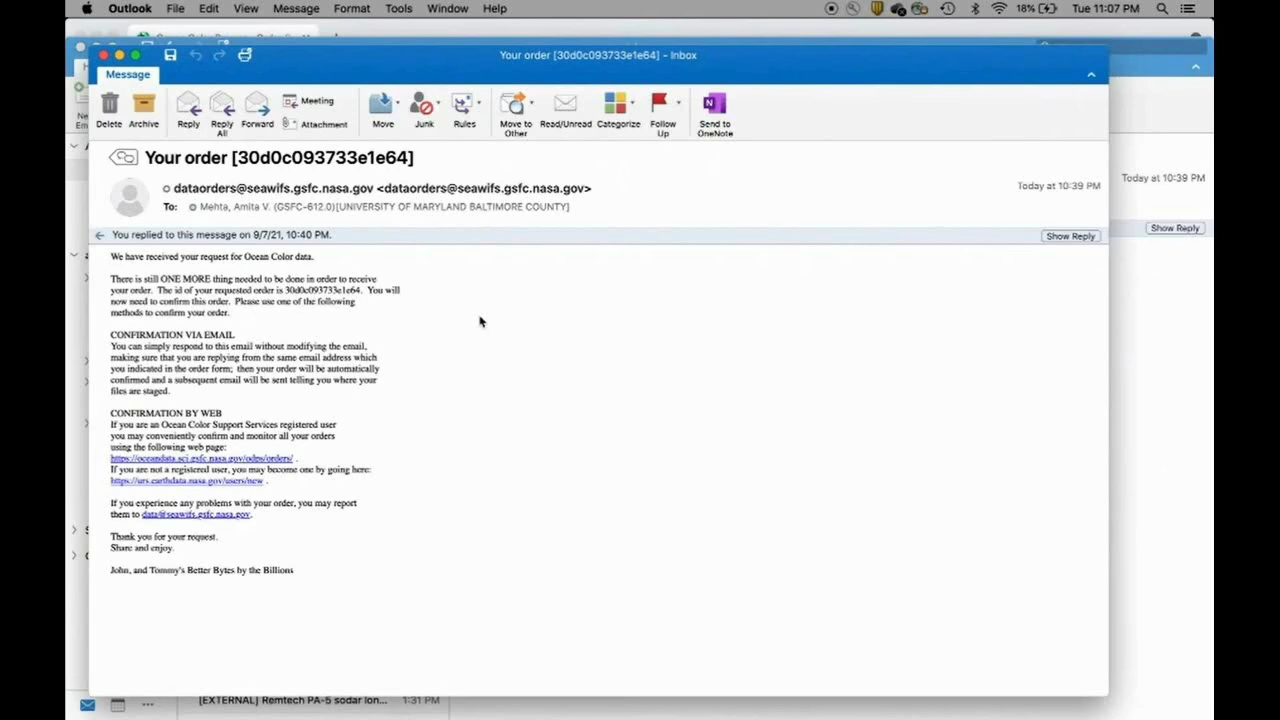 Outlook File Edit View Message Format Tools Window Help 18% Tue 11:07 PM
Your order [30d0c093733e1e64] - Inbox
Message
Delete Archive Reply Reply All Forward Meeting Attachment Move Junk Rules Move to Other Read/Unread Categorize Follow Up Send to OneNote
Your order [30d0c093733e1e64]
dataorders@seawifs.gsfc.nasa.gov <dataorders@seawifs.gsfc.nasa.gov>
Today at 10:39 PM
Today at 10:39 PM
To: Mehta, Amita V. (GSFC-612.0)[UNIVERSITY OF MARYLAND BALTIMORE COUNTY]
You replied to this message on 9/7/21, 10:40 PM.
Show Reply
Show Reply
We have received your request for Ocean Color data.
There is still ONE MORE thing needed to be done in order to receive
your order. The id of your requested order is 30d0c093733e1e64. You will
now need to confirm this order. Please use one of the following
methods to confirm your order.
CONFIRMATION VIA EMAIL
You can simply respond to this email without modifying the email,
making sure that you are replying from the same email address which
you indicated in the order form; then your order will be automatically
confirmed and a subsequent email will be sent telling you where your
files are staged.
CONFIRMATION BY WEB
If you are an Ocean Color Support Services registered user
you may conveniently confirm and monitor all your orders
using the following web page:
https://oceandata.sci.gsfc.nasa.gov/odps/orders/ .
If you are not a registered user, you may become one by going here:
https://urs.earthdata.nasa.gov/users/new .
If you experience any problems with your order, you may report
them to data@seawifs.gsfc.nasa.gov.
Thank you for your request.
Share and enjoy.
John, and Tommy's Better Bytes by the Billions
[EXTERNAL] Remtech PA-5 sodar lon... 1:31 PM